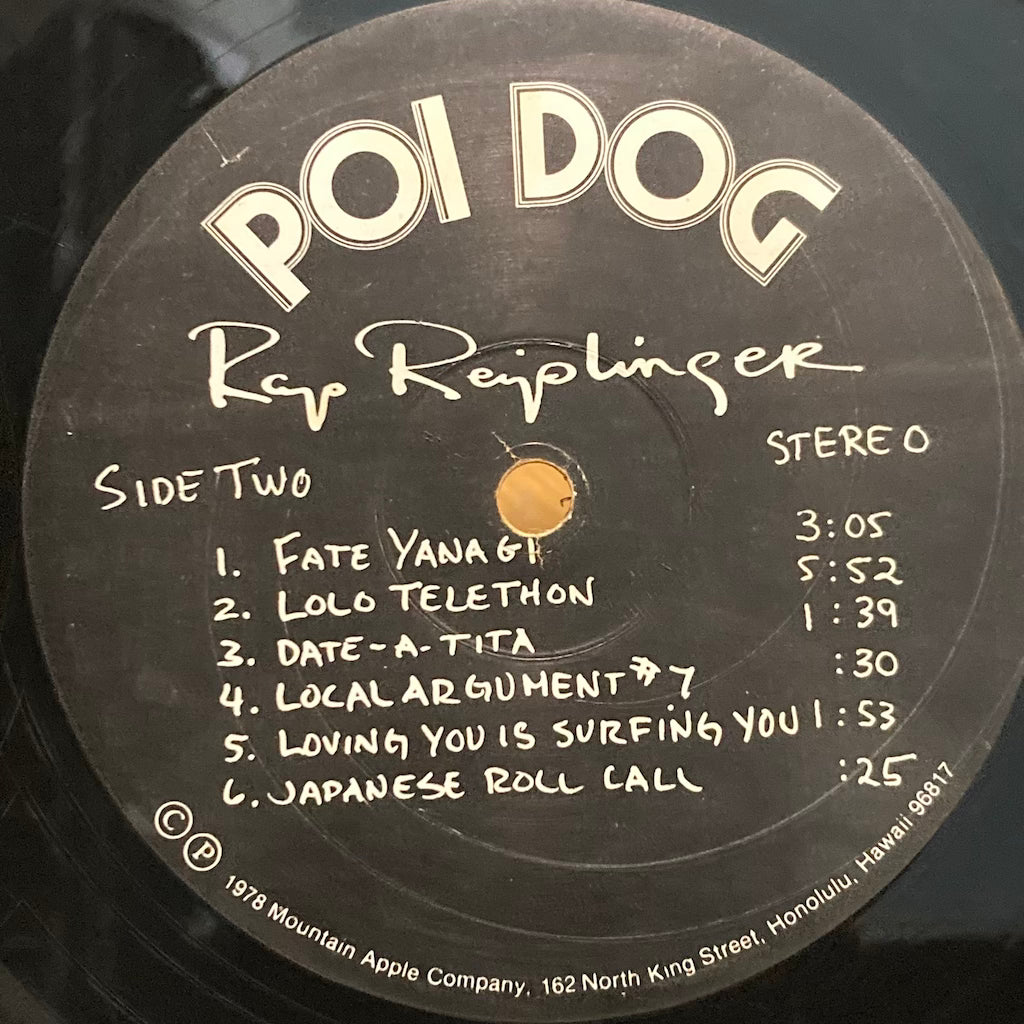 POI DOG
Rap Reiplinger
STEREO
SIDE TWO
1. FATE YANAGI 3:05
2. LOLO TELETHON 5:52
3. DATE-A-TITA 1:39
4. LOCAL ARGUMENT #7 :30
5. LOVING YOU IS SURFING YOU 1:53
6. JAPANESE ROLL CALL :25
©℗ 1978 Mountain Apple Company, 162 North King Street, Honolulu, Hawaii 96817